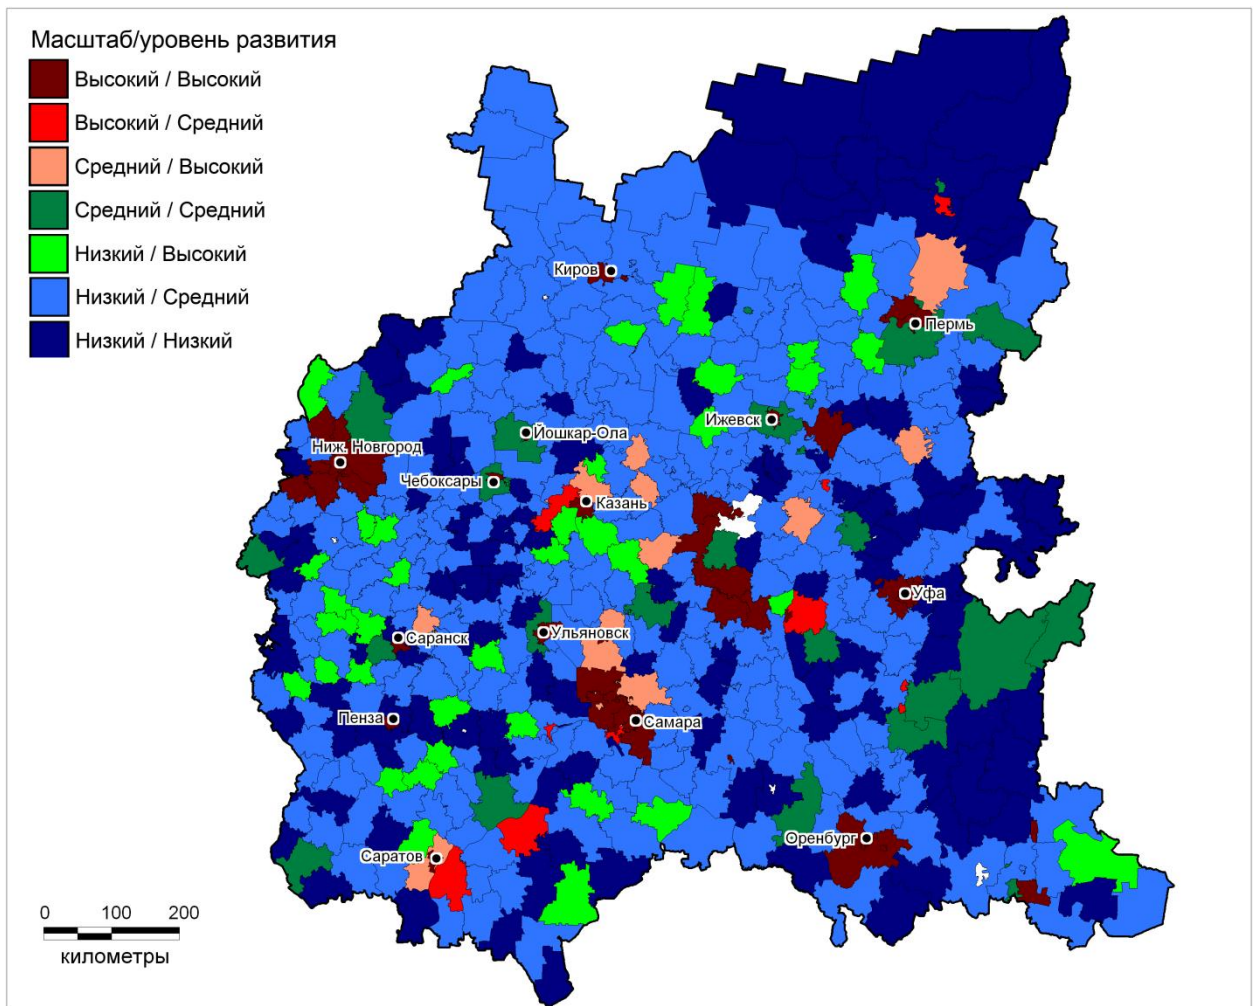 Масштаб/уровень развития
Высокий / Высокий
Высокий / Средний
Средний / Высокий
Средний / Средний
Низкий / Высокий
Низкий / Средний
Низкий / Низкий
Киров
Пермь
Ижевск
Йошкар-Ола
Ниж. Новгород
Чебоксары
Казань
Уфа
Ульяновск
Саранск
Пенза
Самара
Оренбург
Саратов
0 100 200
километры